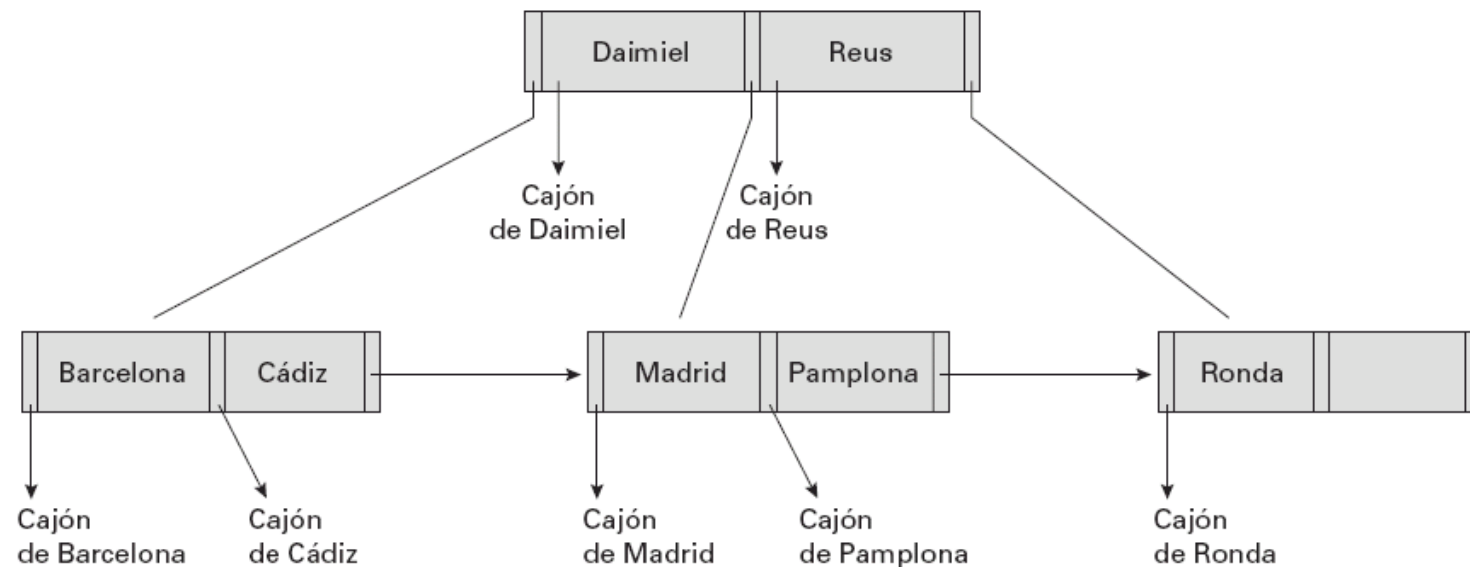 Daimiel
Reus
Cajón
de Daimiel
Cajón
de Reus
Barcelona
Cádiz
Madrid
Pamplona
Ronda
Cajón
de Barcelona
Cajón
de Cádiz
Cajón
de Madrid
Cajón
de Pamplona
Cajón
de Ronda